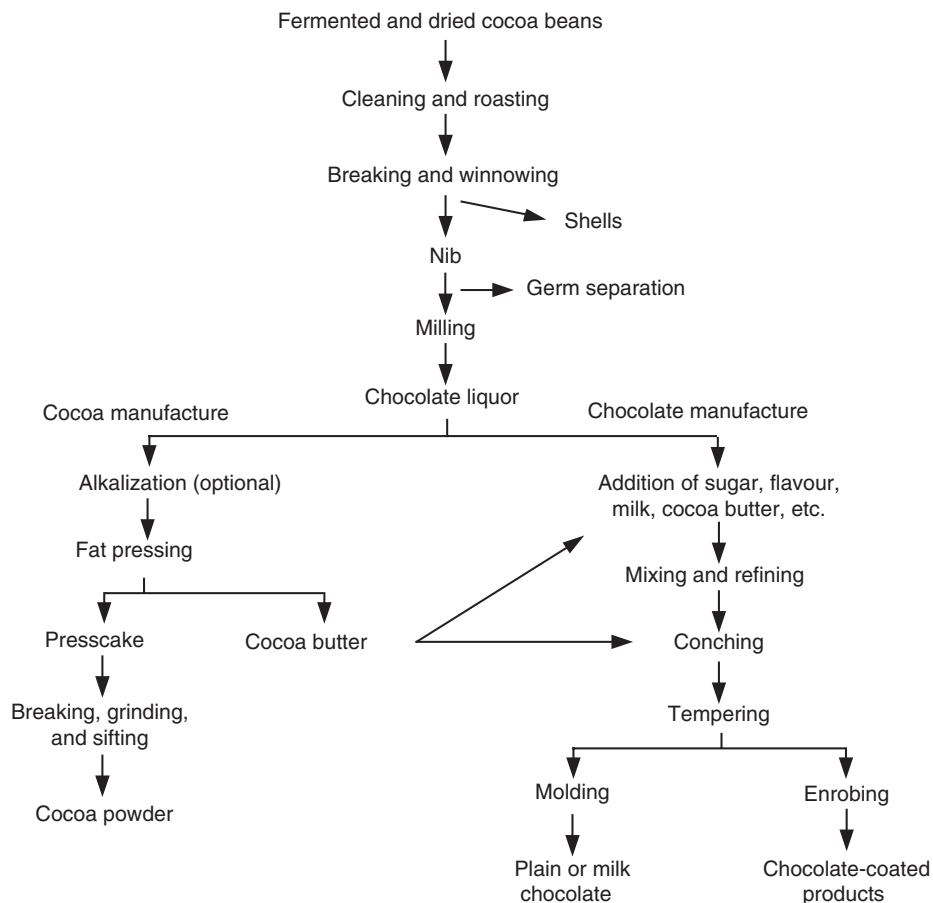 Fermented and dried cocoa beans
Cleaning and roasting
Breaking and winnowing
Shells
Nib
Germ separation
Milling
Chocolate liquor
Cocoa manufacture
Chocolate manufacture
Alkalization (optional)
Addition of sugar, flavour,
milk, cocoa butter, etc.
Fat pressing
Mixing and refining
Presscake
Cocoa butter
Conching
Breaking, grinding,
and sifting
Tempering
Cocoa powder
Molding
Enrobing
Plain or milk
chocolate
Chocolate-coated
products